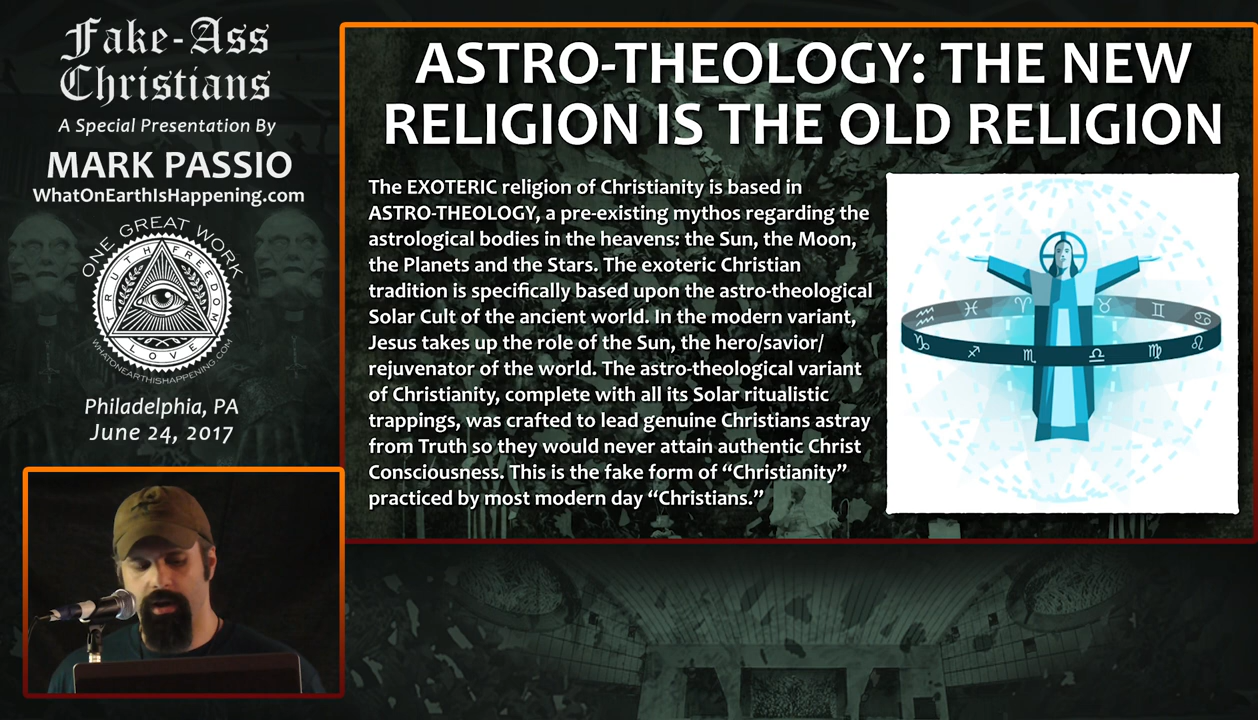 Fake-Ass
Christians
A Special Presentation By
MARK PASSIO
WhatOnEarthIsHappening.com
ONE GREAT WORK
TRUTH FREEDOM LOVE
WHATONEARTHISHAPPENING.COM
Philadelphia, PA
June 24, 2017
ASTRO-THEOLOGY: THE NEW
RELIGION IS THE OLD RELIGION
The EXOTERIC religion of Christianity is based in
ASTRO-THEOLOGY, a pre-existing mythos regarding the
astrological bodies in the heavens: the Sun, the Moon,
the Planets and the Stars. The exoteric Christian
tradition is specifically based upon the astro-theological
Solar Cult of the ancient world. In the modern variant,
Jesus takes up the role of the Sun, the hero/savior/
rejuvenator of the world. The astro-theological variant
of Christianity, complete with all its Solar ritualistic
trappings, was crafted to lead genuine Christians astray
from Truth so they would never attain authentic Christ
Consciousness. This is the fake form of “Christianity”
practiced by most modern day “Christians.”
♒ ♓ ♈ ♉ ♊ ♋
♑ ♐ ♏ ♎ ♍ ♌